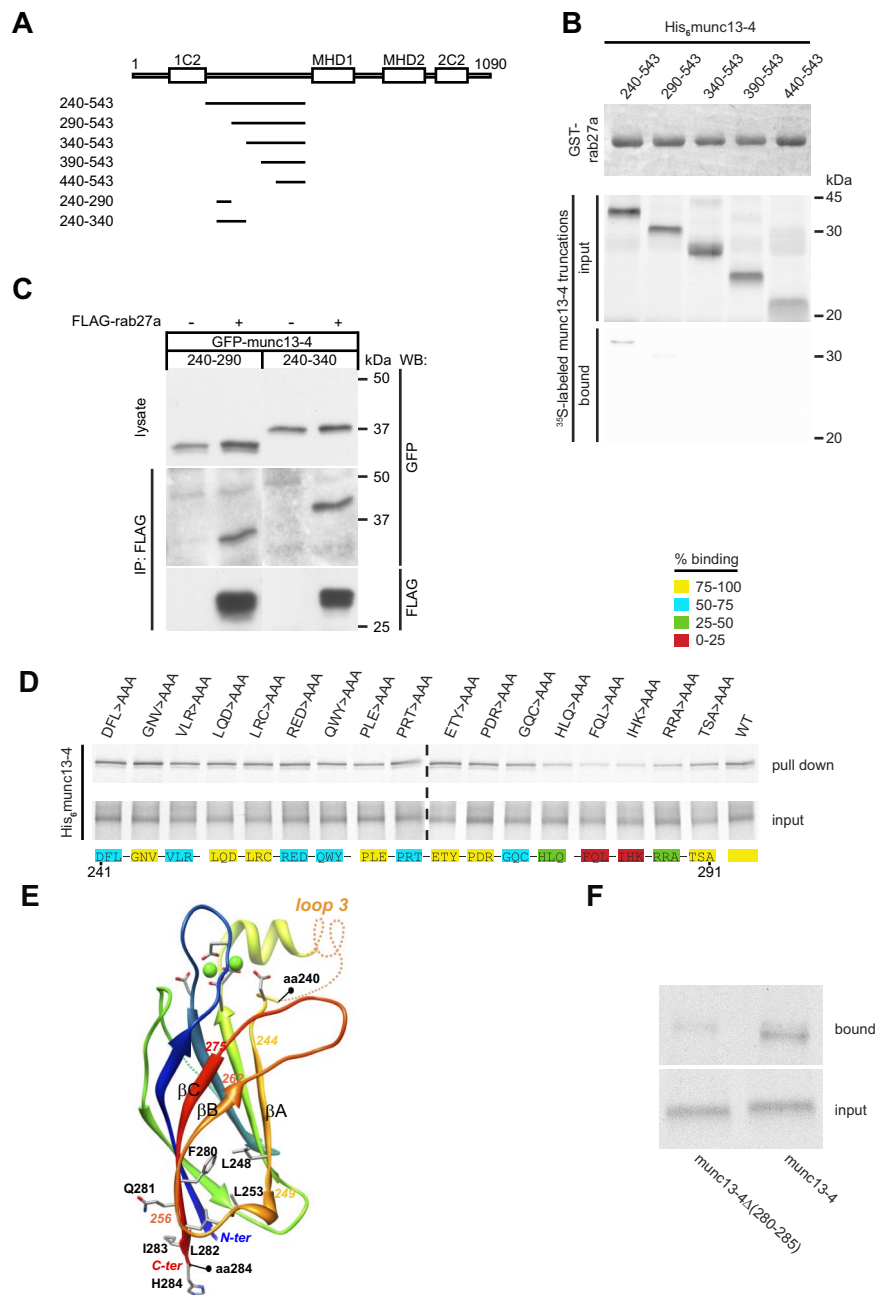 A
1 1C2 MHD1 MHD2 2C2 1090
240-543
290-543
340-543
390-543
440-543
240-290
240-340
B
His6munc13-4
240-543 290-543 340-543 390-543 440-543
GST-rab27a
kDa
45
30
20
30
20
35S-labeled munc13-4 truncations
input
bound
C
FLAG-rab27a - + - +
GFP-munc13-4
240-290 240-340 kDa WB:
50
37
50
37
25
lysate
IP: FLAG
GFP
FLAG
% binding
75-100
50-75
25-50
0-25
D
DFL>AAA GNV>AAA VLR>AAA LQD>AAA LRC>AAA RED>AAA QWY>AAA PLE>AAA PRT>AAA ETY>AAA PDR>AAA GQC>AAA HLQ>AAA FQL>AAA IHK>AAA RRA>AAA TSA>AAA WT
His6munc13-4
pull down
input
DFL-GNV-VLR-LQD-LRC-RED-QWY-PLE-PRT-ETY-PDR-GQC-HLQ-FQL-IHK-RRA-TSA
241 291
E
loop 3
aa240
275
244
262
βC
βB
βA
F280
L248
Q281
L253
249
256
N-ter
I283
L282
C-ter
aa284
H284
F
bound
input
munc13-4Δ(280-285)
munc13-4